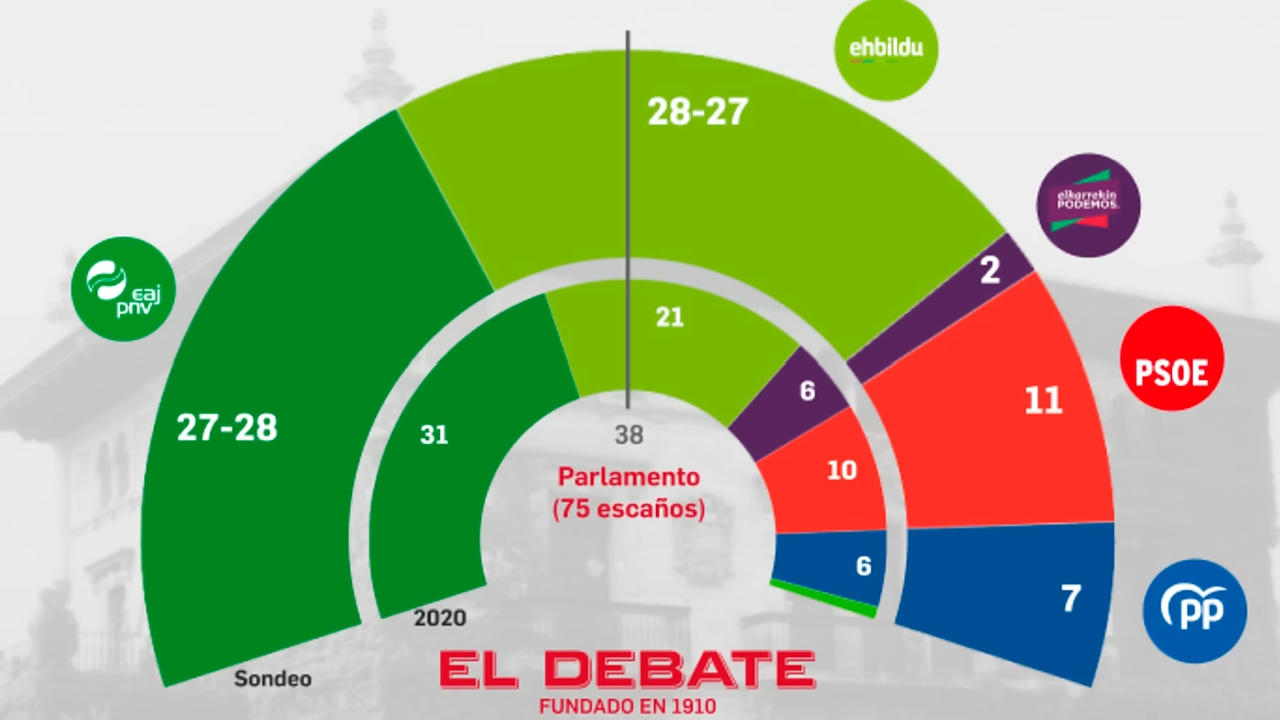 ehbildu
28-27
elkarrekin
PODEMOS.
2
eaj
pnv
21
6
PSOE
11
27-28
31
38
10
Parlamento
(75 escaños)
6
7
pp
2020
Sondeo
EL DEBATE
FUNDADO EN 1910